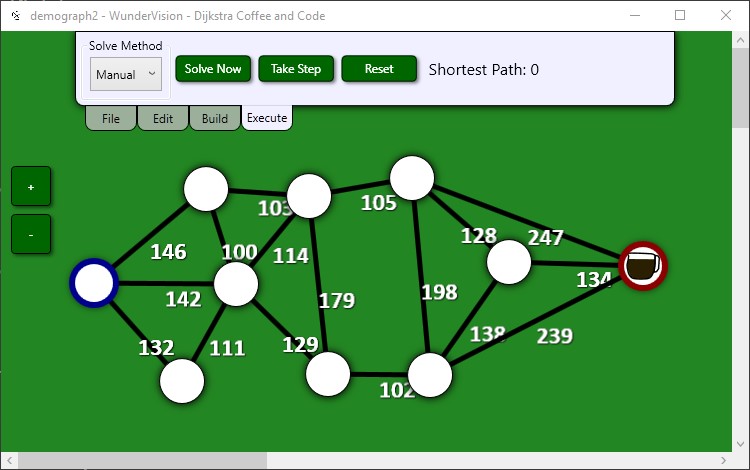 demograph2 - WunderVision - Dijkstra Coffee and Code
Solve Method
Manual
Solve Now
Take Step
Reset
Shortest Path: 0
File
Edit
Build
Execute
+
-
103
105
146
100
114
128
247
142
179
198
134
132
111
129
138
239
102